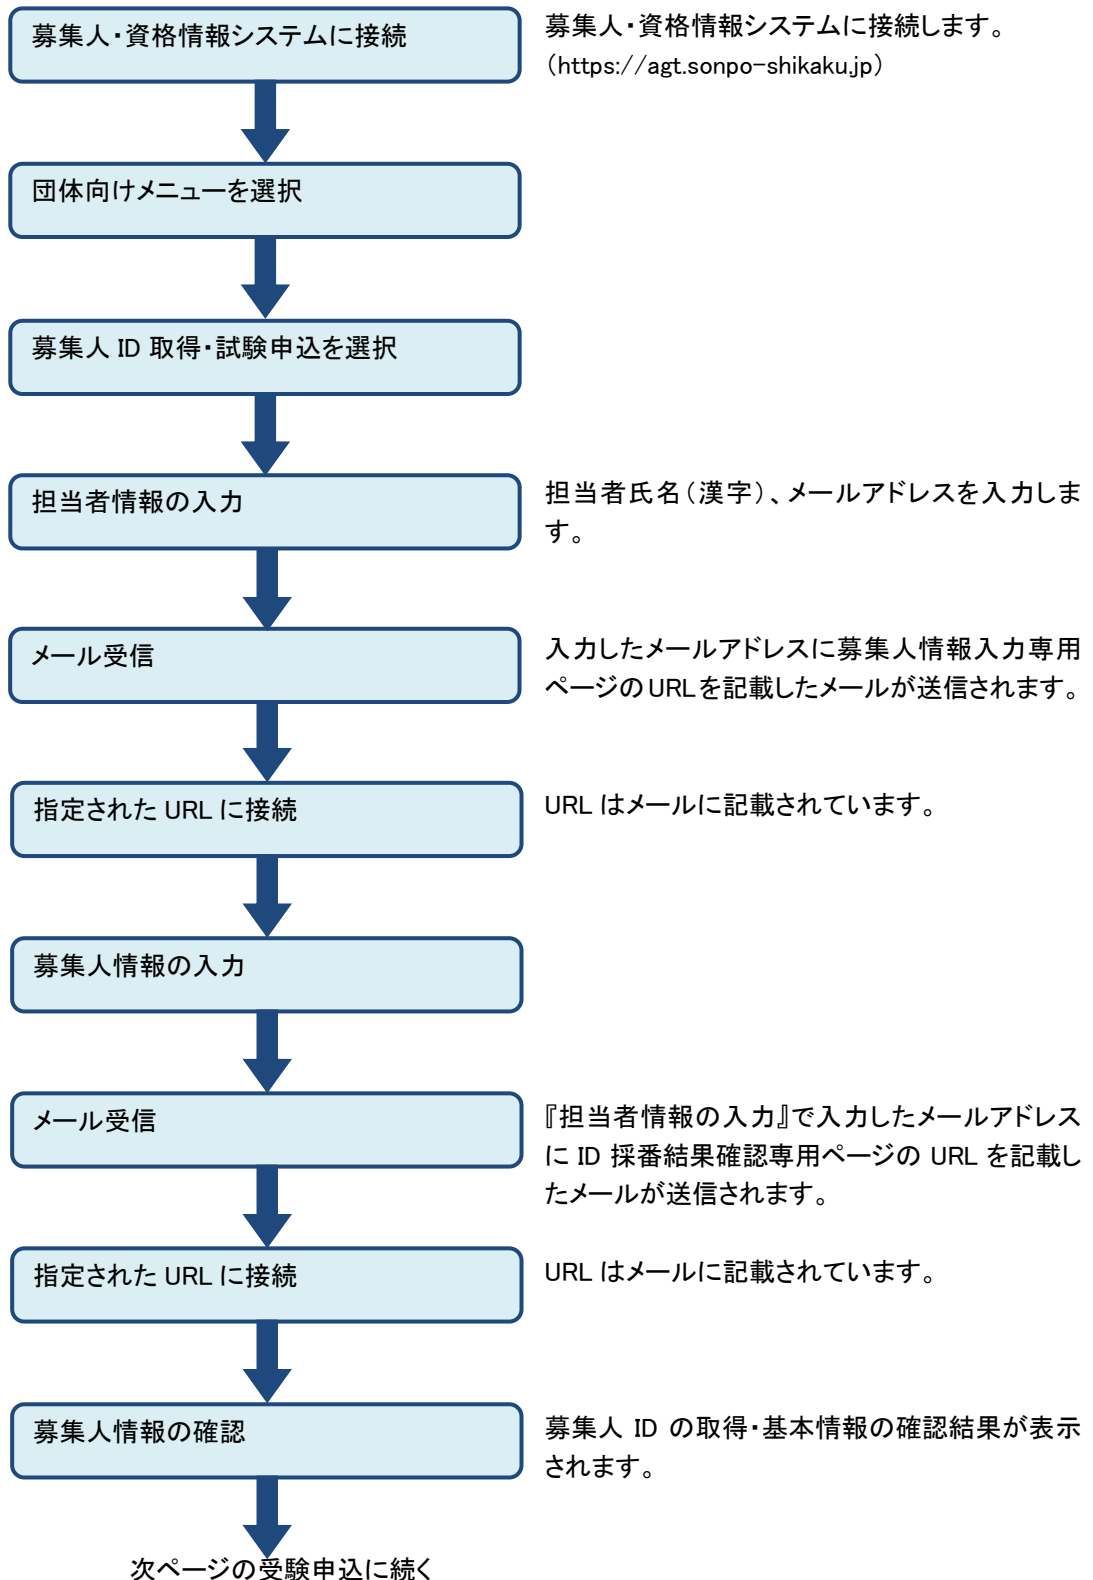 募集人・資格情報システムに接続
募集人・資格情報システムに接続します。
（https://agt.sonpo-shikaku.jp）
団体向けメニューを選択
募集人 ID 取得・試験申込を選択
担当者情報の入力
担当者氏名（漢字）、メールアドレスを入力しま
す。
メール受信
入力したメールアドレスに募集人情報入力専用
ページの URL を記載したメールが送信されます。
指定された URL に接続
URL はメールに記載されています。
募集人情報の入力
メール受信
『担当者情報の入力』で入力したメールアドレス
に ID 採番結果確認専用ページの URL を記載し
たメールが送信されます。
指定された URL に接続
URL はメールに記載されています。
募集人情報の確認
募集人 ID の取得・基本情報の確認結果が表示
されます。
次ページの受験申込に続く